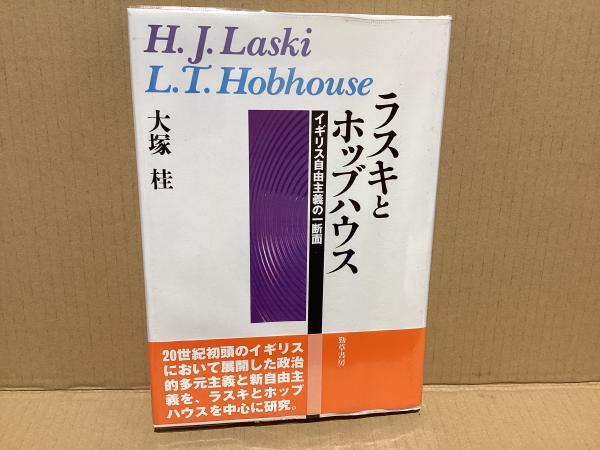 H. J. Laski
L. T. Hobhouse
ラスキと
ホッブハウス
イギリス自由主義の一断面
大塚 桂
勁草書房
20世紀初頭のイギリス
において展開した政治
的多元主義と新自由主
義を、ラスキとホッブ
ハウスを中心に研究。